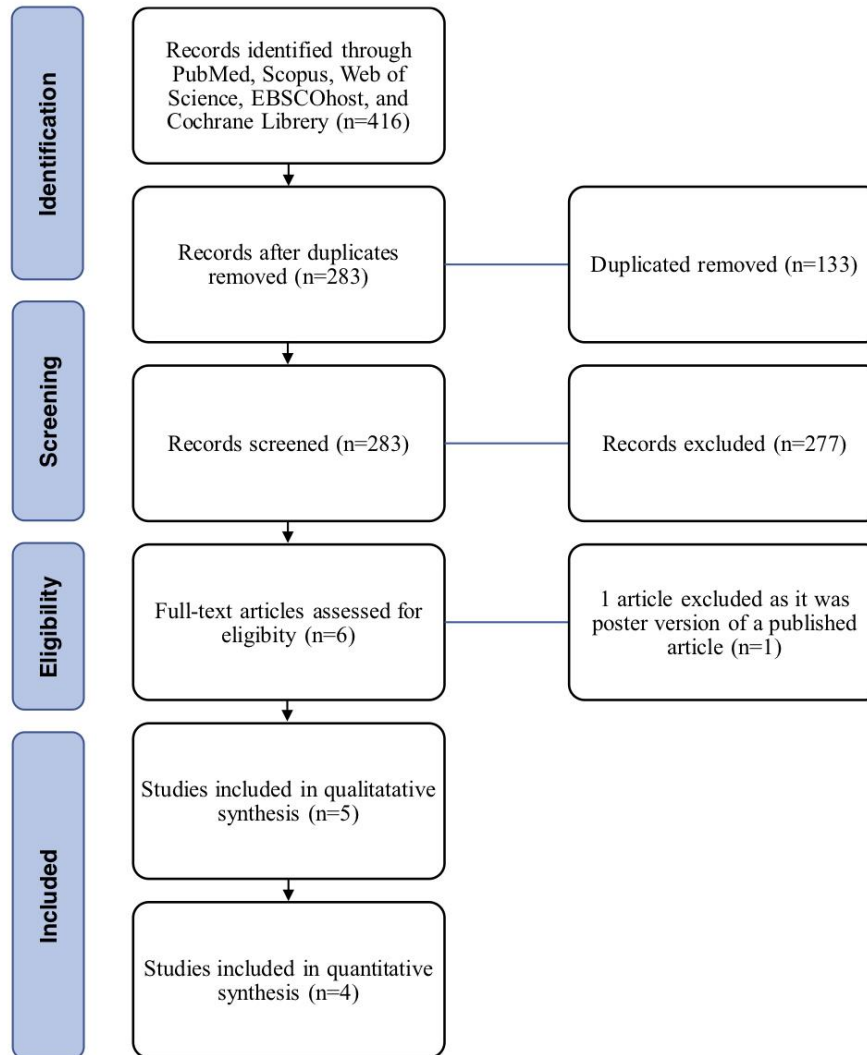 Identification
Records identified through
PubMed, Scopus, Web of
Science, EBSCOhost, and
Cochrane Librery (n=416)
Records after duplicates
removed (n=283)
Duplicated removed (n=133)
Screening
Records screened (n=283)
Records excluded (n=277)
Eligibility
Full-text articles assessed for
eligibity (n=6)
1 article excluded as it was
poster version of a published
article (n=1)
Included
Studies included in qualitatative
synthesis (n=5)
Studies included in quantitative
synthesis (n=4)